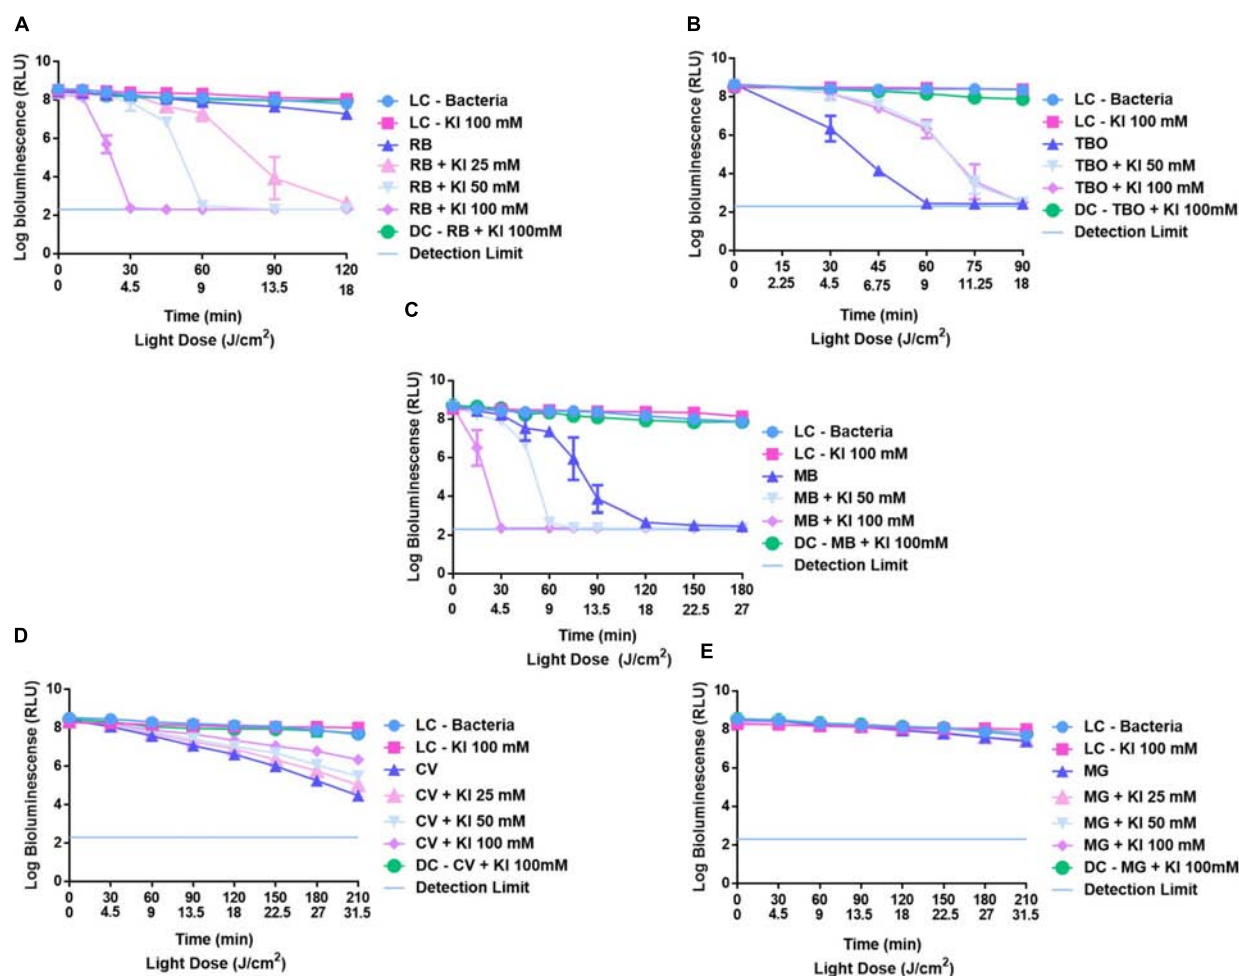 A
Log bioluminescence (RLU)
10
8
6
4
2
0
0 30 60 90 120
0 4.5 9 13.5 18
Time (min)
Light Dose (J/cm²)
LC - Bacteria
LC - KI 100 mM
RB
RB + KI 25 mM
RB + KI 50 mM
RB + KI 100 mM
DC - RB + KI 100mM
Detection Limit
B
Log bioluminescence (RLU)
10
8
6
4
2
0
0 15 30 45 60 75 90
0 2.25 4.5 6.75 9 11.25 18
Time (min)
Light Dose (J/cm²)
LC - Bacteria
LC - KI 100 mM
TBO
TBO + KI 50 mM
TBO + KI 100 mM
DC - TBO + KI 100mM
Detection Limit
C
Log Bioluminescense (RLU)
10
8
6
4
2
0
0 30 60 90 120 150 180
0 4.5 9 13.5 18 22.5 27
Time (min)
Light Dose (J/cm²)
LC - Bacteria
LC - KI 100 mM
MB
MB + KI 50 mM
MB + KI 100 mM
DC - MB + KI 100mM
Detection Limit
D
Log Bioluminescense (RLU)
10
8
6
4
2
0
0 30 60 90 120 150 180 210
0 4.5 9 13.5 18 22.5 27 31.5
Time (min)
Light Dose (J/cm²)
LC - Bacteria
LC - KI 100 mM
CV
CV + KI 25 mM
CV + KI 50 mM
CV + KI 100 mM
DC - CV + KI 100mM
Detection Limit
E
Log Bioluminescense (RLU)
10
8
6
4
2
0
0 30 60 90 120 150 180 210
0 4.5 9 13.5 18 22.5 27 31.5
Time (min)
Light Dose (J/cm²)
LC - Bacteria
LC - KI 100 mM
MG
MG + KI 25 mM
MG + KI 50 mM
MG + KI 100 mM
DC - MG + KI 100mM
Detection Limit